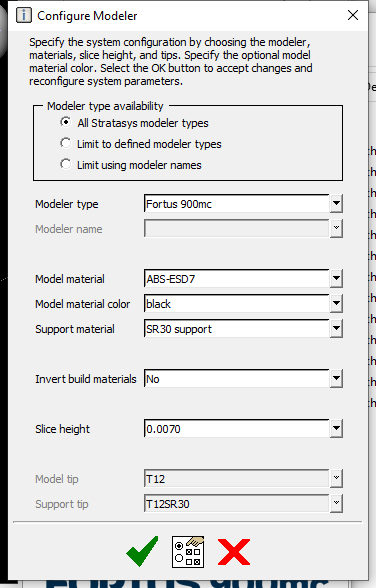 Configure Modeler
Specify the system configuration by choosing the modeler,
materials, slice height, and tips. Specify the optional model
material color. Select the OK button to accept changes and
reconfigure system parameters.
Modeler type availability
All Stratasys modeler types
Limit to defined modeler types
Limit using modeler names
Modeler type Fortus 900mc
Modeler name
Model material ABS-ESD7
Model material color black
Support material SR30 support
Invert build materials No
Slice height 0.0070
Model tip T12
Support tip T12SR30
FORTUS 900mc